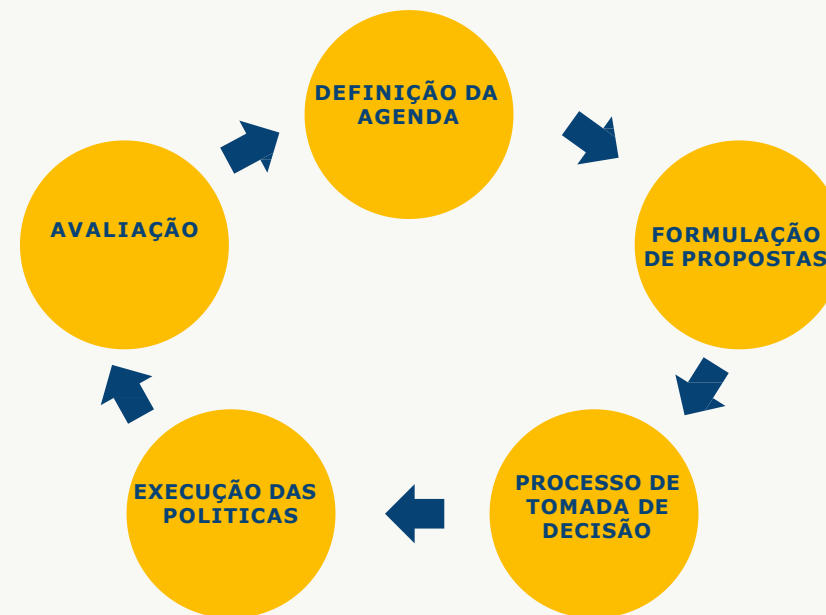 DEFINIÇÃO DA
AGENDA
FORMULAÇÃO
DE PROPOSTAS
PROCESSO DE
TOMADA DE
DECISÃO
EXECUÇÃO DAS
POLITICAS
AVALIAÇÃO